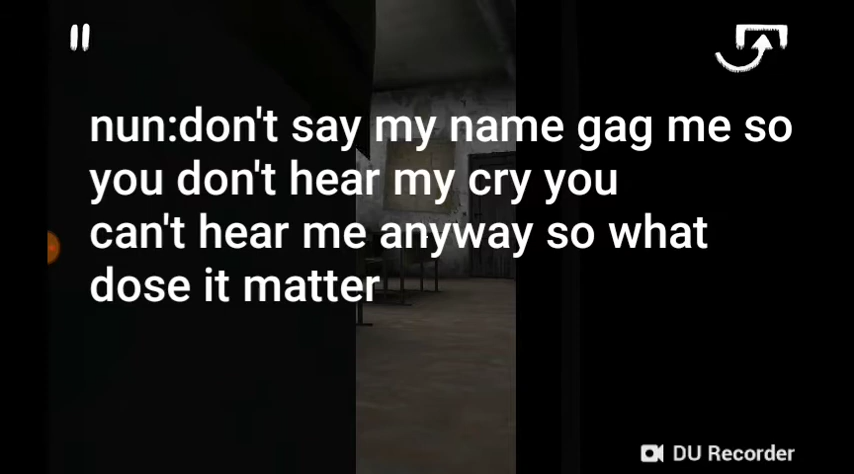 nun:don't say my name gag me so
you don't hear my cry you
can't hear me anyway so what
dose it matter
DU Recorder